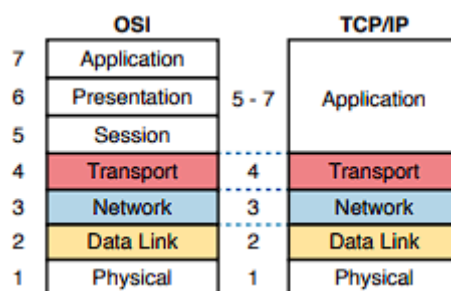 OSI TCP/IP
7 Application
6 Presentation 5 - 7 Application
5 Session
4 Transport 4 Transport
3 Network 3 Network
2 Data Link 2 Data Link
1 Physical 1 Physical